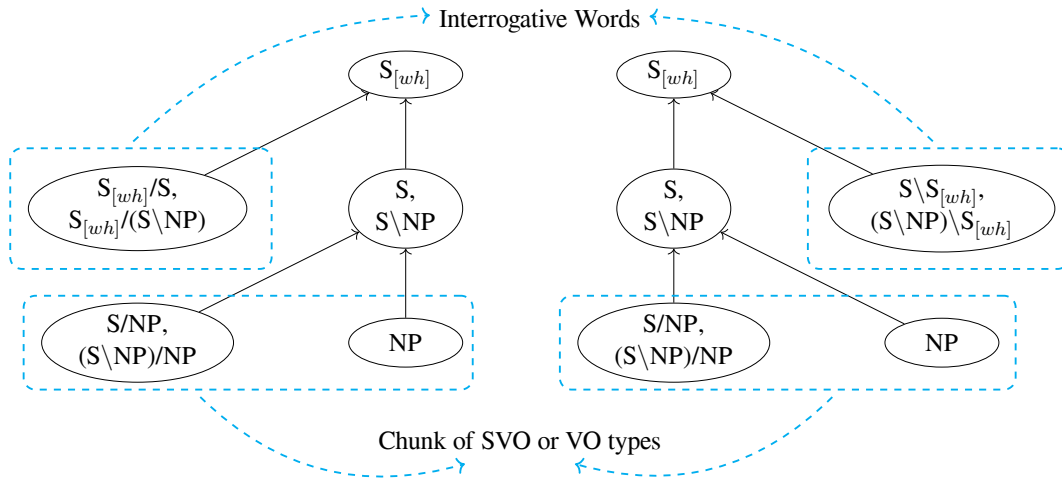 Interrogative Words
S[wh]
S[wh]
S[wh]/S,
S[wh]/(S\NP)
S,
S\NP
S,
S\NP
S\S[wh],
(S\NP)\S[wh]
S/NP,
(S\NP)/NP
NP
S/NP,
(S\NP)/NP
NP
Chunk of SVO or VO types